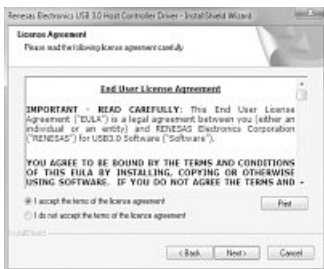 Renesas Electronics USB 3.0 Host Controller Driver - InstallShield Wizard
License Agreement
Please read the following license agreement carefully.
End User License Agreement
IMPORTANT - READ CAREFULLY: This End User License
Agreement ("EULA") is a legal agreement between you (either an
individual or an entity) and RENESAS Electronics Corporation
("RENESAS") for USB3.0 Software ("Software").
YOU AGREE TO BE BOUND BY THE TERMS AND CONDITIONS
OF THIS EULA BY INSTALLING, COPYING OR OTHERWISE
USING SOFTWARE. IF YOU DO NOT AGREE THE TERMS AND
I accept the terms of the license agreement
Print
I do not accept the terms of the license agreement
InstallShield
< Back
Next >
Cancel